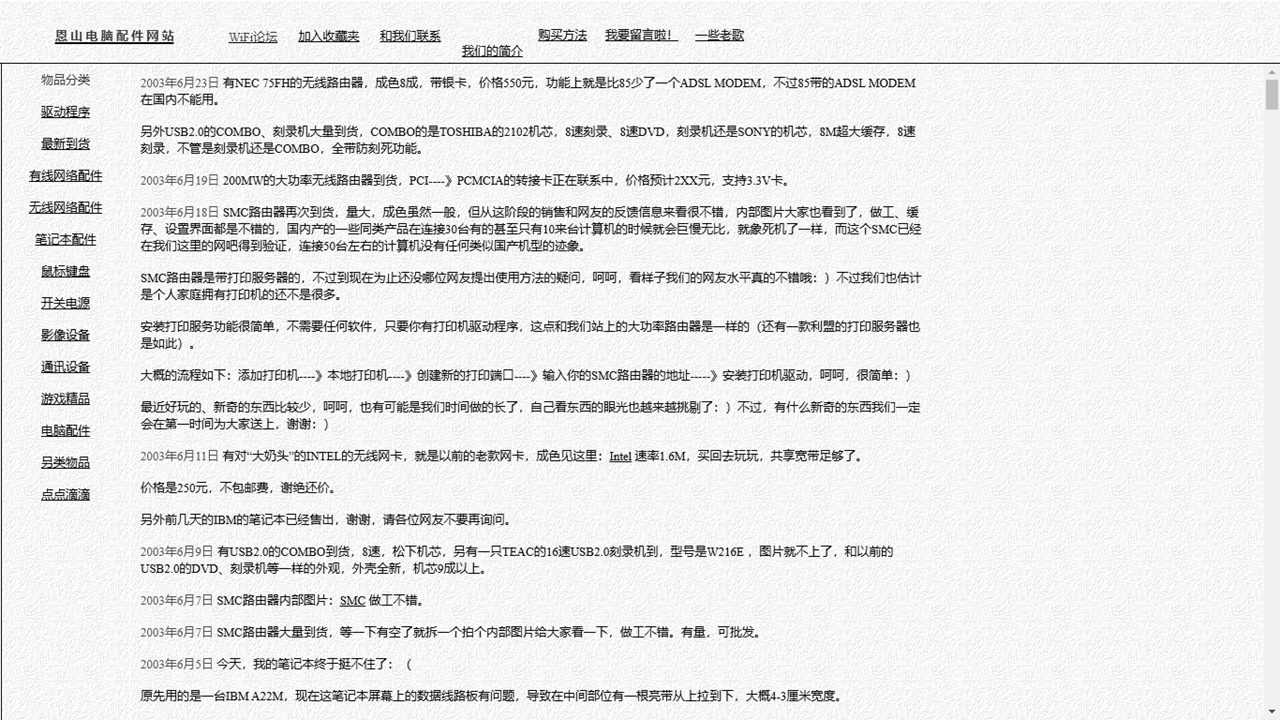 恩山电脑配件网站
WiFi论坛 加入收藏夹 和我们联系 我们的简介 购买方法 我要留言啦！ 一些老歌
物品分类
驱动程序
最新到货
有线网络配件
无线网络配件
笔记本配件
鼠标键盘
开关电源
影像设备
通讯设备
游戏精品
电脑配件
另类物品
点点滴滴
2003年6月23日 有NEC 75FH的无线路由器，成色8成，带银卡，价格550元，功能上就是比85少了一个ADSL MODEM，不过85带的ADSL MODEM
在国内不能用。
另外USB2.0的COMBO、刻录机大量到货，COMBO的是TOSHIBA的2102机芯，8速刻录、8速DVD，刻录机还是SONY的机芯，8M超大缓存，8速
刻录，不管是刻录机还是COMBO，全带防刻死功能。
2003年6月19日 200MW的大功率无线路由器到货，PCI----》PCMCIA的转接卡正在联系中，价格预计2XX元，支持3.3V卡。
2003年6月18日 SMC路由器再次到货，量大，成色虽然一般，但从这阶段的销售和网友的反馈信息来看很不错，内部图片大家也看到了，做工、缓
存、设置界面都是不错的，国内产的一些同类产品在连接30台有的甚至只有10来台计算机的时候就会巨慢无比，就象死机了一样，而这个SMC已经
在我们这里的网吧得到验证，连接50台左右的计算机没有任何类似国产机型的迹象。
SMC路由器是带打印服务器的，不过到现在为止还没哪位网友提出使用方法的疑问，呵呵，看样子我们的网友水平真的不错哦：）不过我们也估计
是个人家庭拥有打印机的还不是很多。
安装打印服务功能很简单，不需要任何软件，只要你有打印机驱动程序，这点和我们站上的大功率路由器是一样的（还有一款利盟的打印服务器也
是如此）。
大概的流程如下：添加打印机----》本地打印机----》创建新的打印端口----》输入你的SMC路由器的地址-----》安装打印机驱动，呵呵，很简单：）
最近好玩的、新奇的东西比较少，呵呵，也有可能是我们时间做的长了，自己看东西的眼光也越来越挑剔了：）不过，有什么新奇的东西我们一定
会在第一时间为大家送上，谢谢：）
2003年6月11日 有对“大奶头”的INTEL的无线网卡，就是以前的老款网卡，成色见这里：Intel 速率1.6M，买回去玩玩，共享宽带足够了。
价格是250元，不包邮费，谢绝还价。
另外前几天的IBM的笔记本已经售出，谢谢，请各位网友不要再询问。
2003年6月9日 有USB2.0的COMBO到货，8速，松下机芯，另有一只TEAC的16速USB2.0刻录机到，型号是W216E ，图片就不上了，和以前的
USB2.0的DVD、刻录机等一样的外观，外壳全新，机芯9成以上。
2003年6月7日 SMC路由器内部图片：SMC 做工不错。
2003年6月7日 SMC路由器大量到货，等一下有空了就拆一个拍个内部图片给大家看一下，做工不错。有量，可批发。
2003年6月5日 今天，我的笔记本终于挺不住了：（
原先用的是一台IBM A22M，现在这笔记本屏幕上的数据线路板有问题，导致在中间部位有一根亮带从上拉到下，大概4-3厘米宽度。